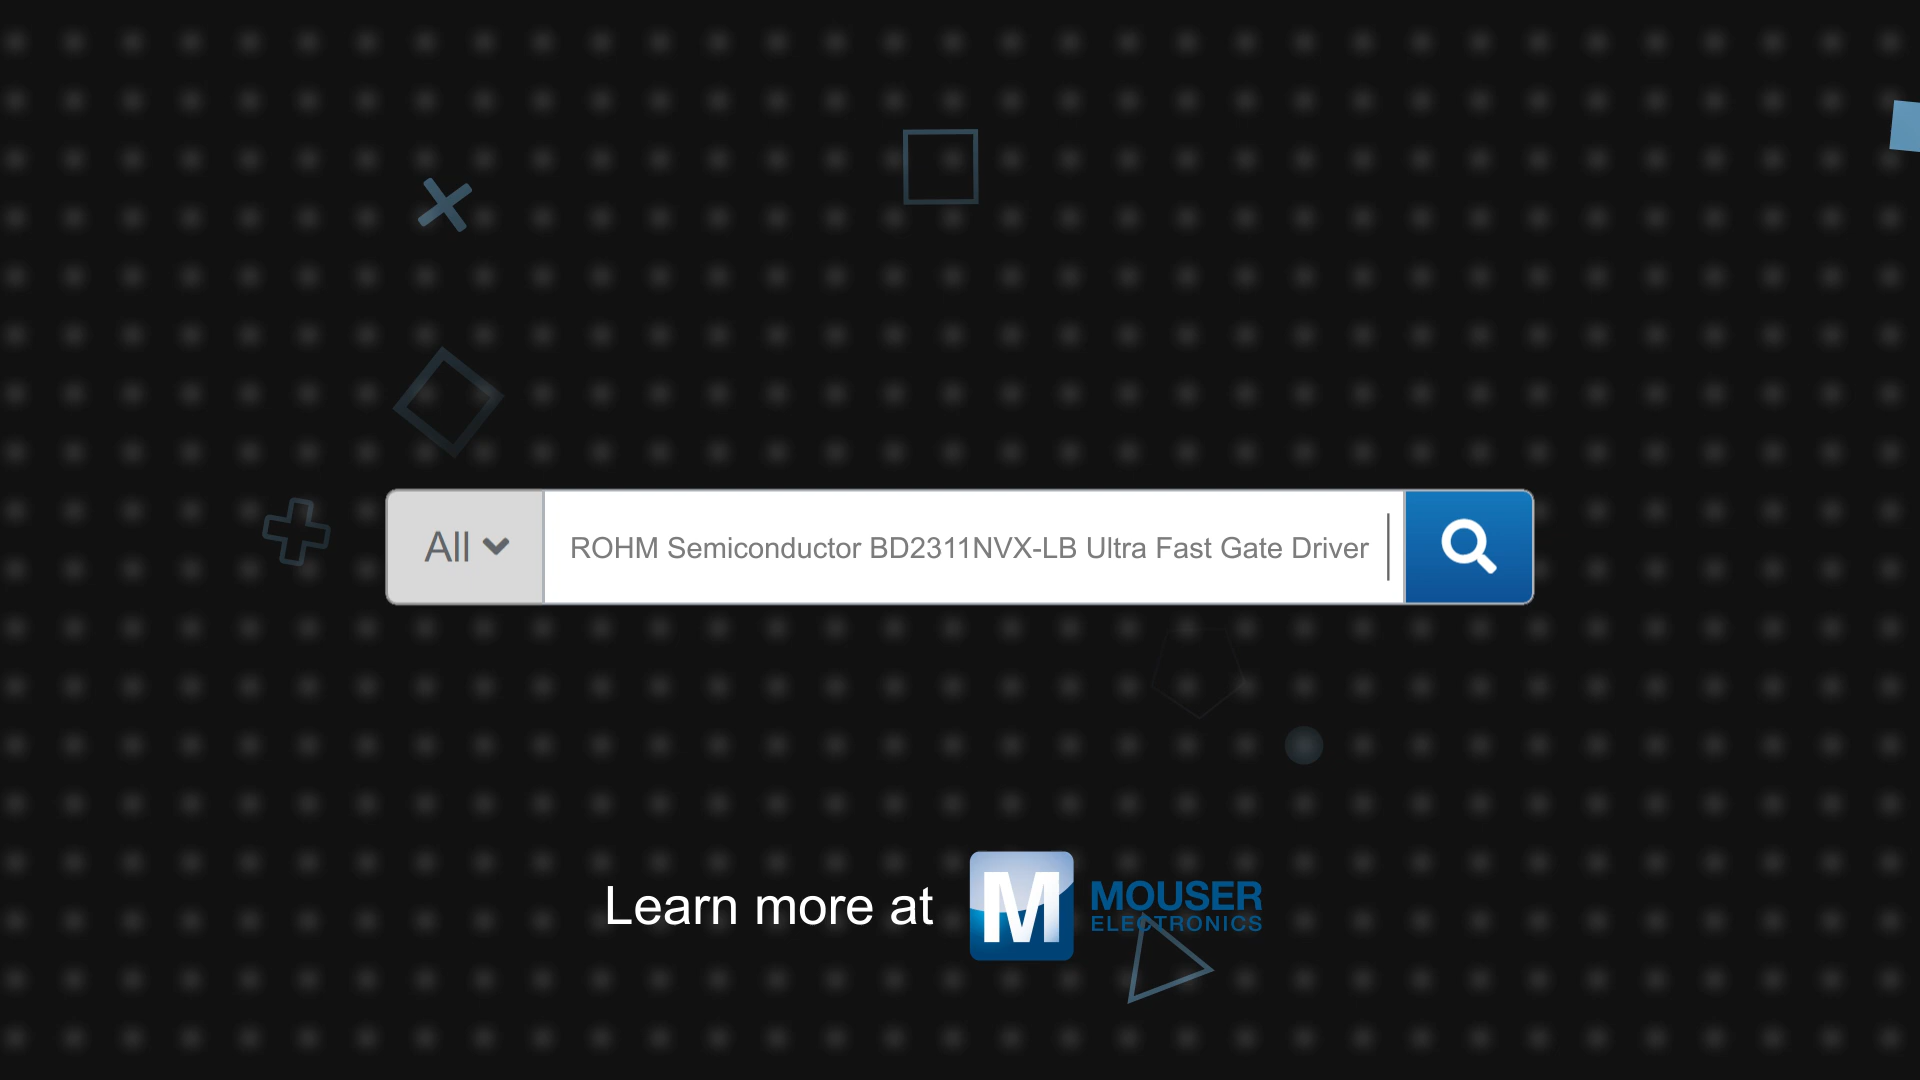 All
ROHM Semiconductor BD2311NVX-LB Ultra Fast Gate Driver
Learn more at
M
MOUSER
ELECTRONICS